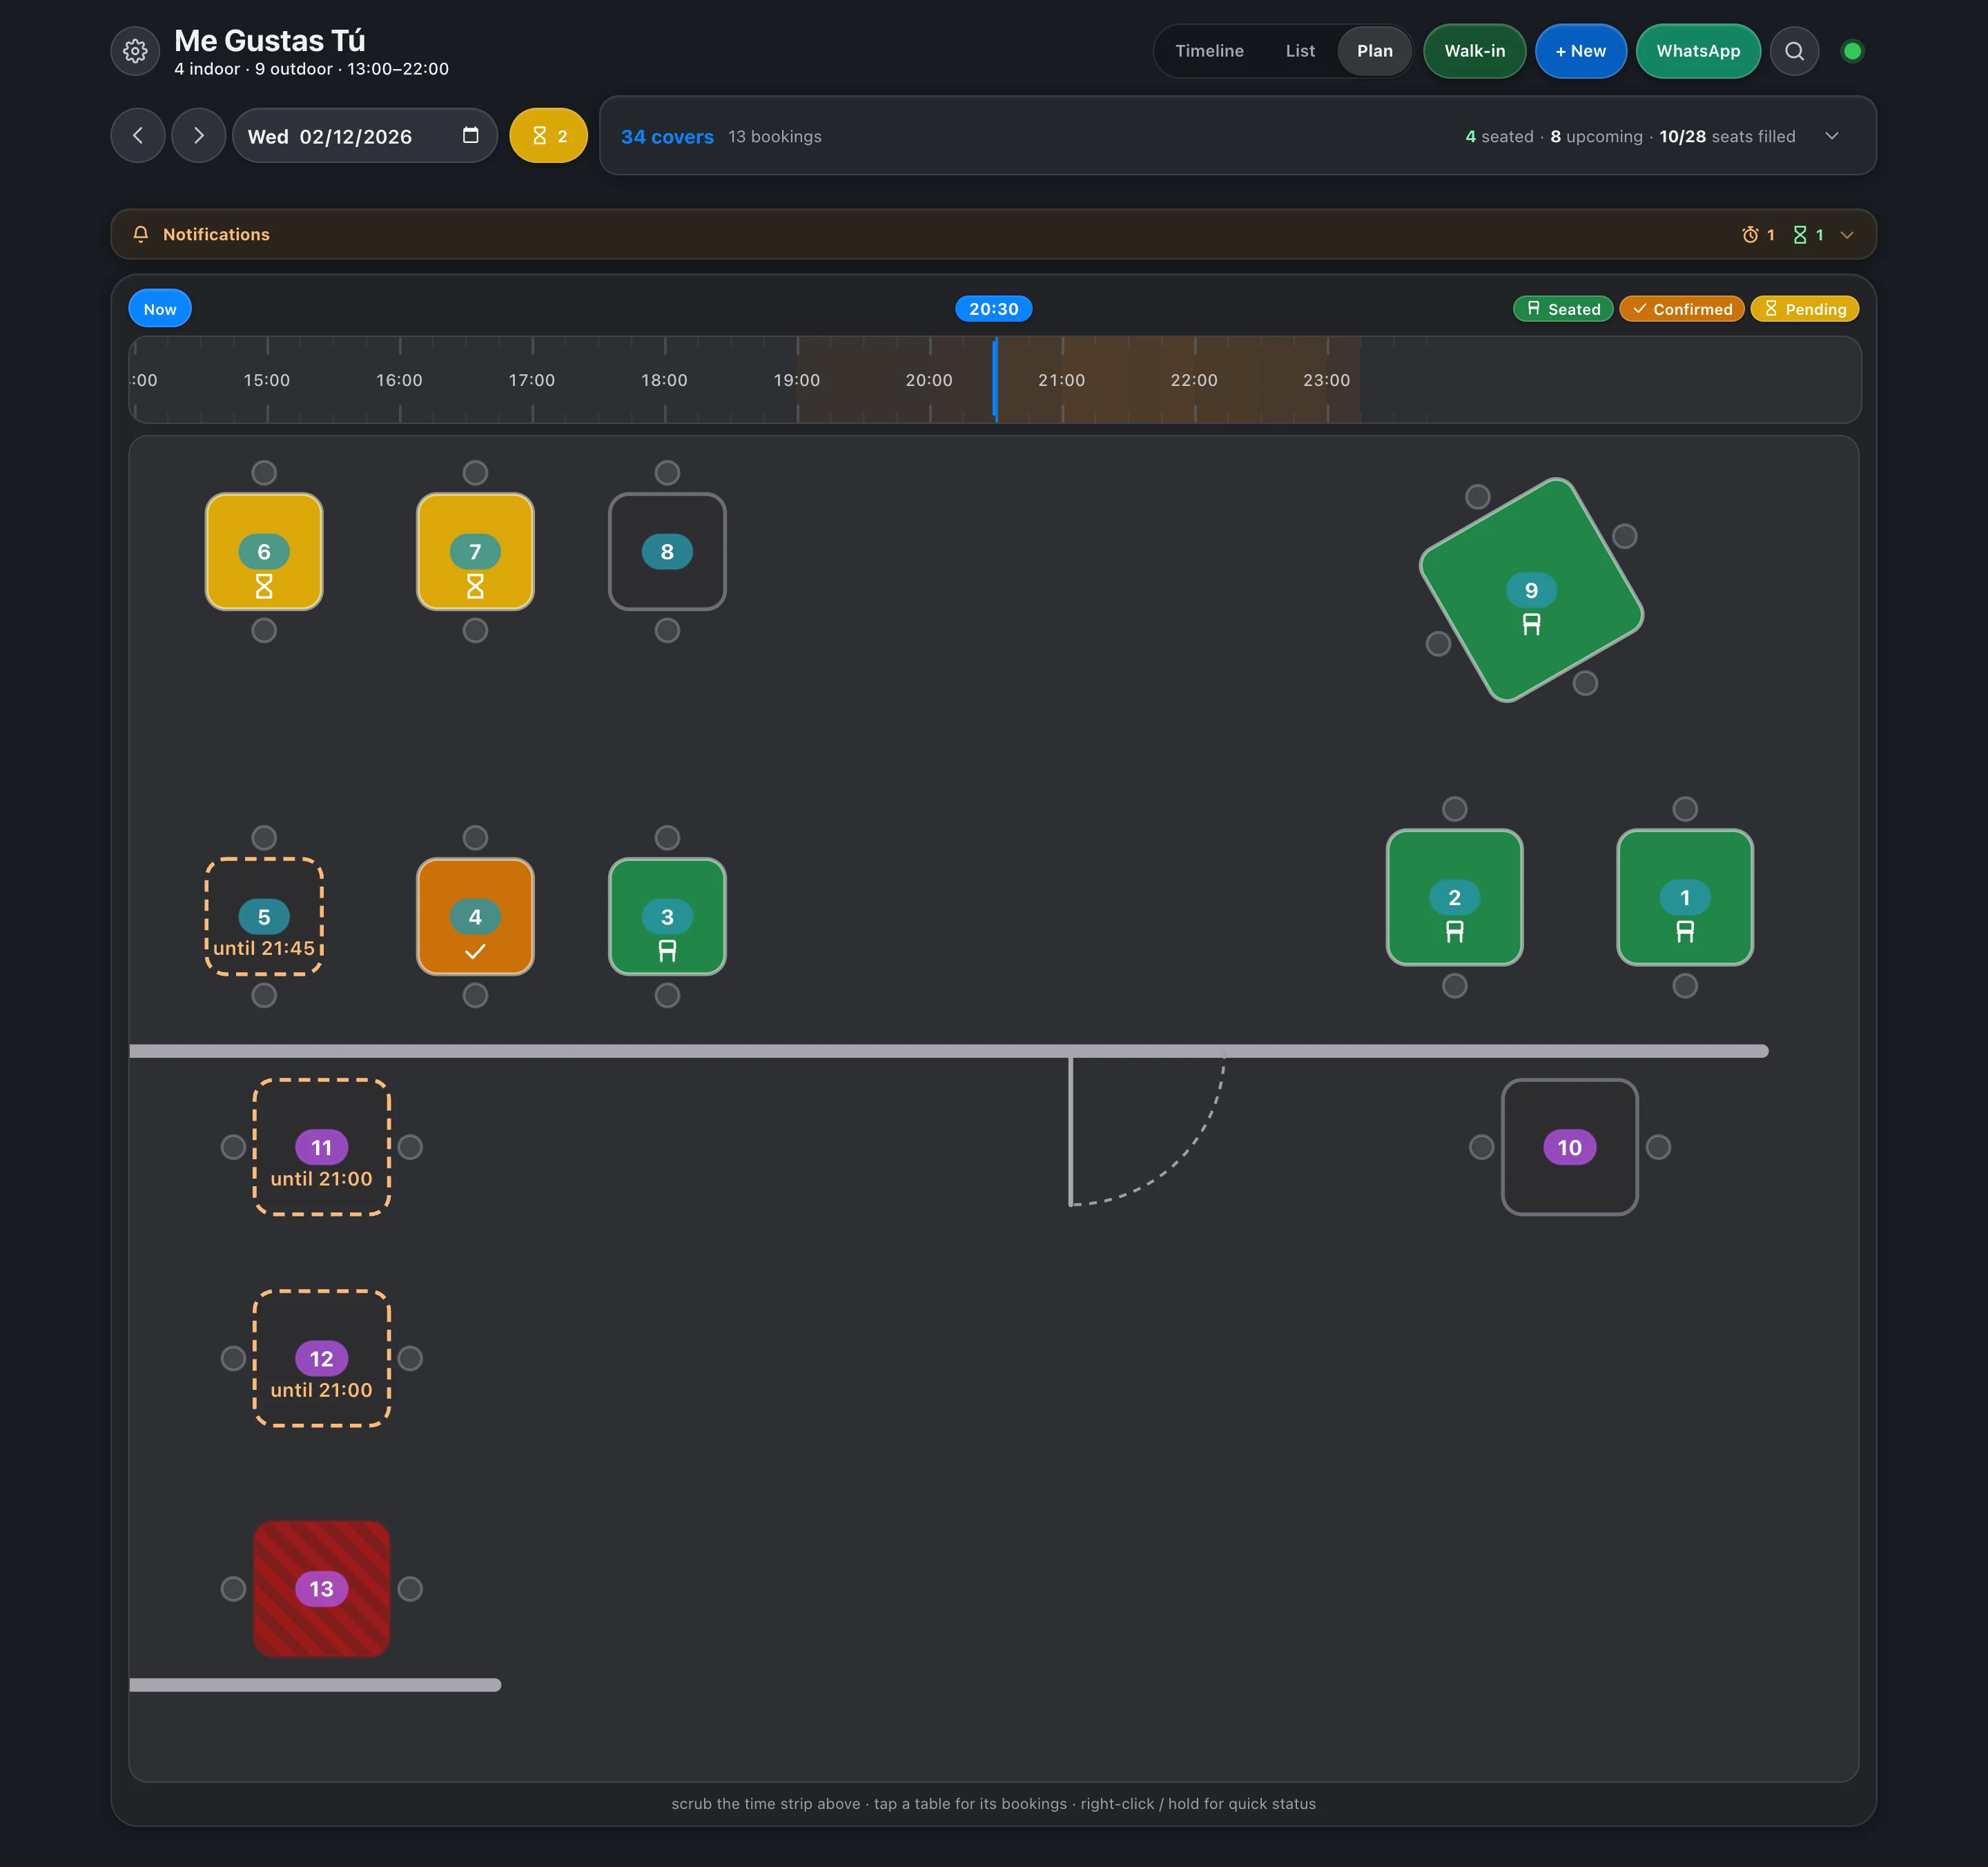 Me Gustas Tú
4 indoor · 9 outdoor · 13:00–22:00
Timeline List Plan Walk-in + New WhatsApp
Wed 02/12/2026
2
34 covers 13 bookings
4 seated · 8 upcoming · 10/28 seats filled
Notifications
1 1
Now
20:30
Seated Confirmed Pending
:00 15:00 16:00 17:00 18:00 19:00 20:00 21:00 22:00 23:00
6 7 8
9
2 1
5 4 3
until 21:45
11
until 21:00
10
12
until 21:00
13
scrub the time strip above · tap a table for its bookings · right-click / hold for quick status